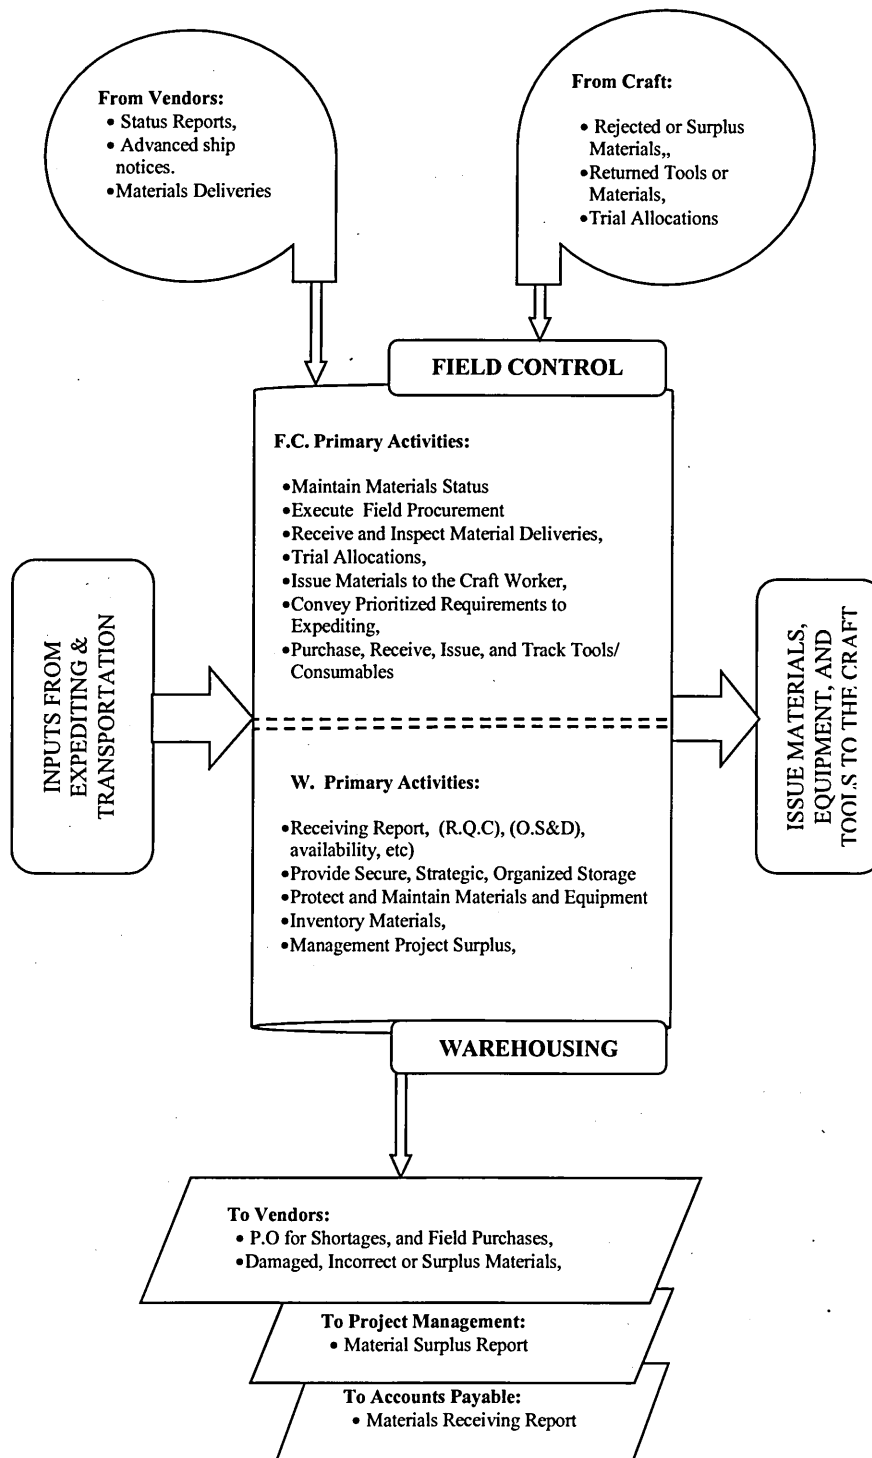 From Vendors:
• Status Reports,
• Advanced ship
notices.
•Materials Deliveries
From Craft:
• Rejected or Surplus
Materials,,
•Returned Tools or
Materials,
•Trial Allocations
FIELD CONTROL
F.C. Primary Activities:
•Maintain Materials Status
•Execute Field Procurement
•Receive and Inspect Material Deliveries,
•Trial Allocations,
•Issue Materials to the Craft Worker,
•Convey Prioritized Requirements to
Expediting,
•Purchase, Receive, Issue, and Track Tools/
Consumables
INPUTS FROM
EXPEDITING &
TRANSPORTATION
ISSUE MATERIALS,
EQUIPMENT, AND
TOOLS TO THE CRAFT
W. Primary Activities:
•Receiving Report, (R.Q.C), (O.S&D),
availability, etc)
•Provide Secure, Strategic, Organized Storage
•Protect and Maintain Materials and Equipment
•Inventory Materials,
•Management Project Surplus,
WAREHOUSING
To Vendors:
• P.O for Shortages, and Field Purchases,
•Damaged, Incorrect or Surplus Materials,
To Project Management:
• Material Surplus Report
To Accounts Payable:
• Materials Receiving Report